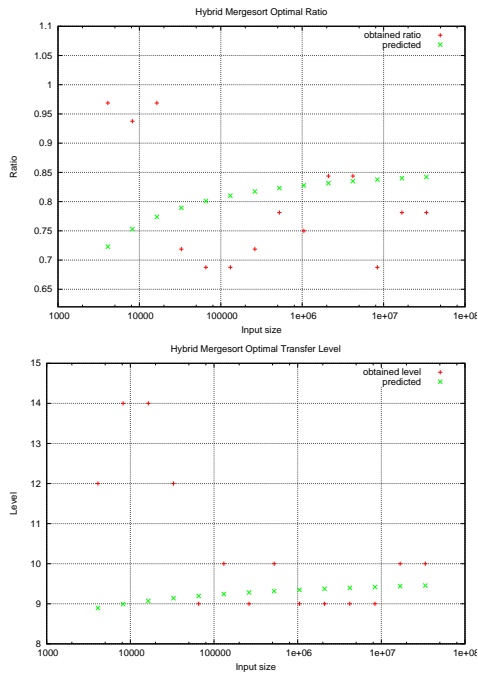 Hybrid Mergesort Optimal Ratio
1.1
obtained ratio
predicted
1.05
1
0.95
0.9
Ratio
0.85
0.8
0.75
0.7
0.65
1000
10000
100000
1e+06
1e+07
1e+08
Input size
Hybrid Mergesort Optimal Transfer Level
15
obtained level
predicted
14
13
12
Level
11
10
9
8
1000
10000
100000
1e+06
1e+07
1e+08
Input size